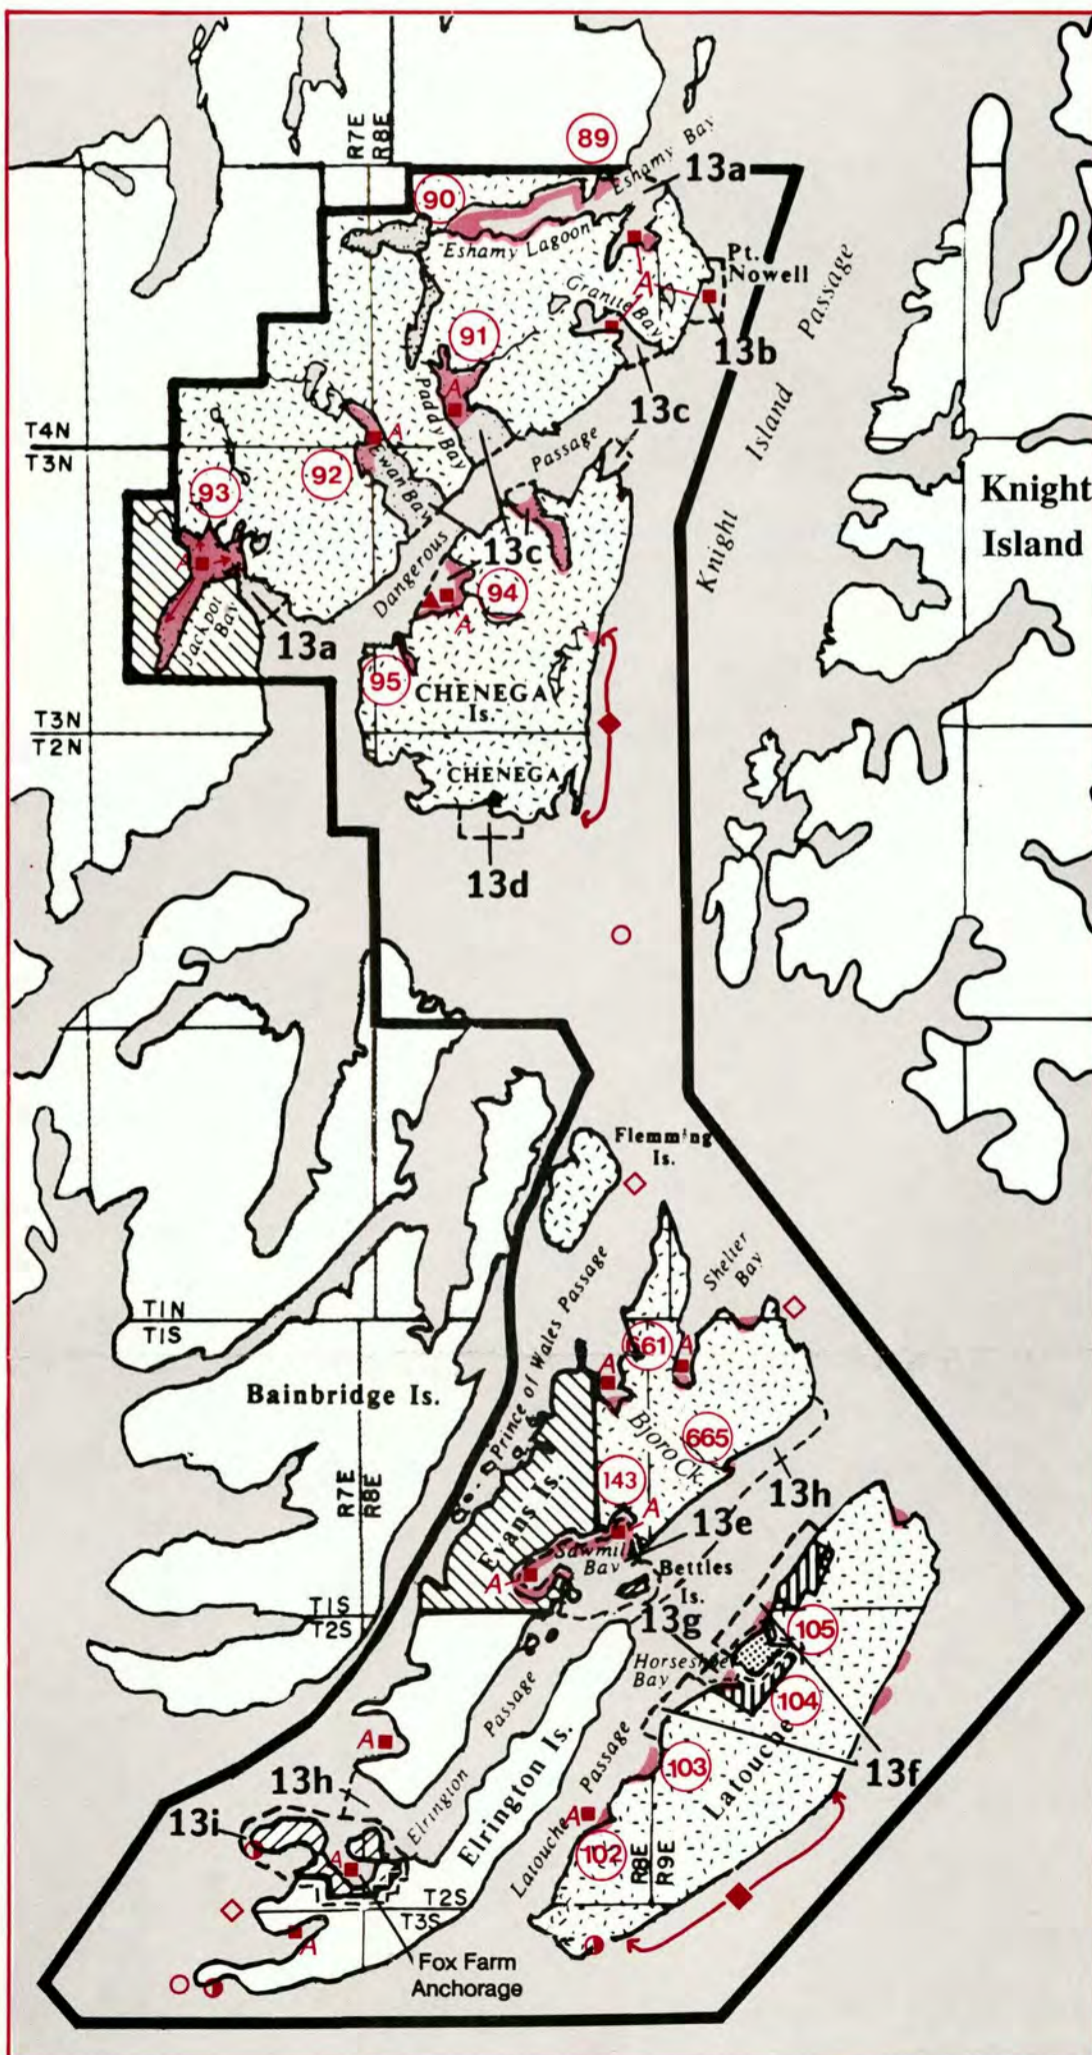 R7E
R8E
89
Eshamy Bay
13a
90
Eshamy Lagoon
Pt.
Nowell
A
Granite Bay
Passage
91
13b
A
Paddy Bay
13c
T4N
T3N
A
Passage
Island
92
Ewan Bay
93
Knight
Island
A
13c
Dangerous
Knight
94
Jackpot
Bay
A
13a
95
CHENEGA
Is.
T3N
T2N
CHENEGA
13d
Flemming
Is.
Shelter
Bay
Prince of Wales Passage
T1N
T1S
661
A
A
Bainbridge Is.
Bjoro Ck.
665
R7E
R8E
143
13h
A
Evans Is.
13e
Sawmill
Bay
A
Bettles
Is.
T1S
T2S
13g
105
Horseshoe
Bay
104
Passage
A
103
Latouche
13f
13h
Elrington
Elrington Is.
Passage
13i
A
A
102
Latouche
R8E
R9E
T2S
T3S
A
Fox Farm
Anchorage